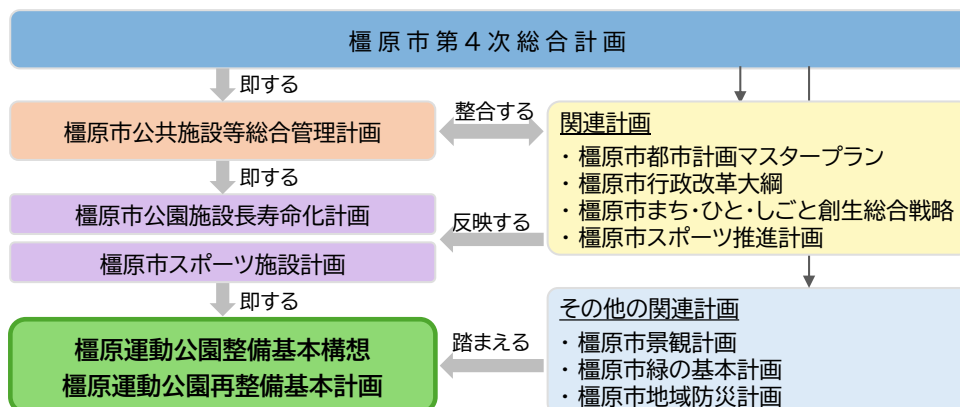 橿原市第４次総合計画
即する
橿原市公共施設等総合管理計画
整合する
関連計画
・橿原市都市計画マスタープラン
・橿原市行政改革大綱
・橿原市まち・ひと・しごと創生総合戦略
・橿原市スポーツ推進計画
即する
橿原市公園施設長寿命化計画
反映する
橿原市スポーツ施設計画
即する
その他の関連計画
・橿原市景観計画
・橿原市緑の基本計画
・橿原市地域防災計画
踏まえる
橿原運動公園整備基本構想
橿原運動公園再整備基本計画